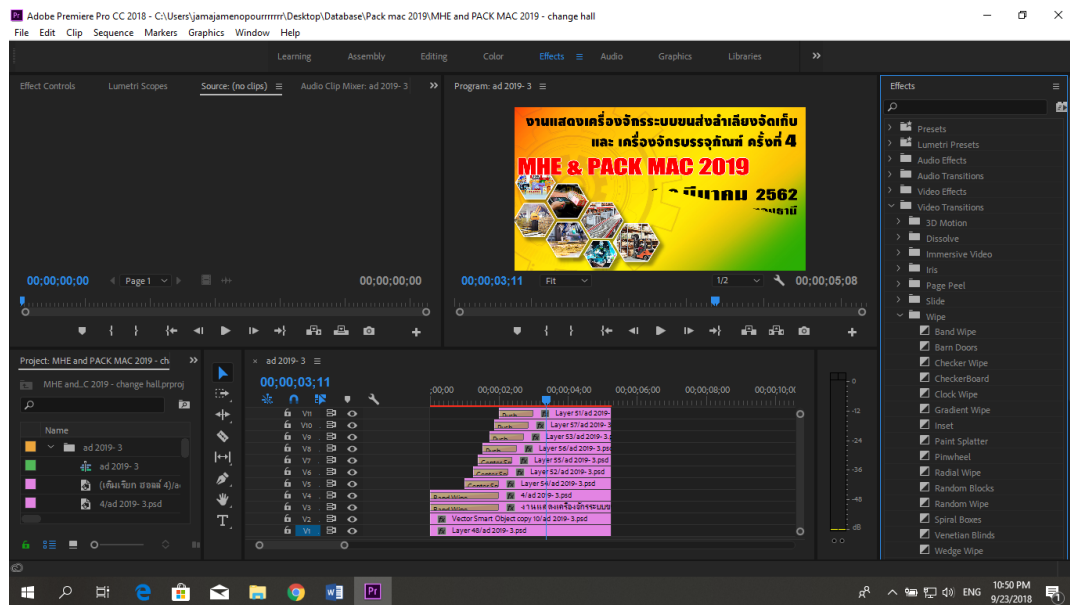 Adobe Premiere Pro CC 2018 - C:\Users\jamajamenopourrrrrr\Desktop\Database\Pack mac 2019\MHE and PACK MAC 2019 - change hall
File Edit Clip Sequence Markers Graphics Window Help
Learning Assembly Editing Color Effects Audio Graphics Libraries
Effect Controls Lumetri Scopes Source: (no clips) Audio Clip Mixer: ad 2019- 3
Program: ad 2019- 3
งานแสดงเครื่องจักรระบบขนส่งลำเลียงจัดเก็บ
และ เครื่องจักรบรรจุภัณฑ์ ครั้งที่ 4
MHE & PACK MAC 2019
มีนาคม 2562
00;00;00;00 Page 1 00;00;00;00
00;00;03;11 Fit 1/2 00;00;05;08
Effects
Presets
Lumetri Presets
Audio Effects
Audio Transitions
Video Effects
Video Transitions
3D Motion
Dissolve
Immersive Video
Iris
Page Peel
Slide
Wipe
Band Wipe
Barn Doors
Checker Wipe
CheckerBoard
Clock Wipe
Gradient Wipe
Inset
Paint Splatter
Pinwheel
Radial Wipe
Random Blocks
Random Wipe
Spiral Boxes
Venetian Blinds
Wedge Wipe
Project: MHE and PACK MAC 2019 - ch
MHE and...C 2019 - change hall.prproj
Name
ad 2019- 3
ad 2019- 3
4/ad 2019- 3.psd
ad 2019- 3
00;00;03;11
;00;00 00;00;02;00 00;00;04;00 00;00;06;00 00;00;08;00 00;00;10;0
V11 Push Layer 51/ad 2019-
V10 Push Layer 57/ad 2019- 3
V9 Push Layer 53/ad 2019- 3.
V8 Push Layer 56/ad 2019- 3.ps
V7 Layer 55/ad 2019- 3.psd
V6 Layer 52/ad 2019- 3.psd
V5 Layer 54/ad 2019- 3.psd
V4 Band Wipe 4/ad 2019- 3.psd
V3 Band Wipe
V2 Vector Smart Object copy 10/ad 2019- 3.psd
V1 Layer 48/ad 2019- 3.psd
0
-12
-24
-36
-48
dB
ENG
10:50 PM
9/23/2018